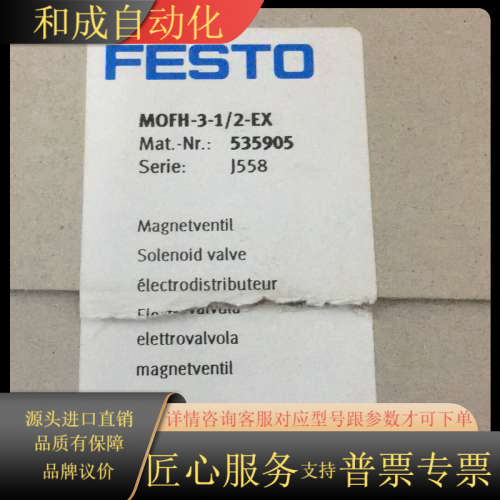 和成自动化
FESTO
MOFH-3-1/2-EX
Mat.-Nr.: 535905
Serie: J558
Magnetventil
Solenoid valve
électrodistributeur
elettrovalvola
magnetventil
源头进口直销
品质有保障
品牌议价
详情咨询客服对应型号跟参数才可下单
匠心服务支持普票专票